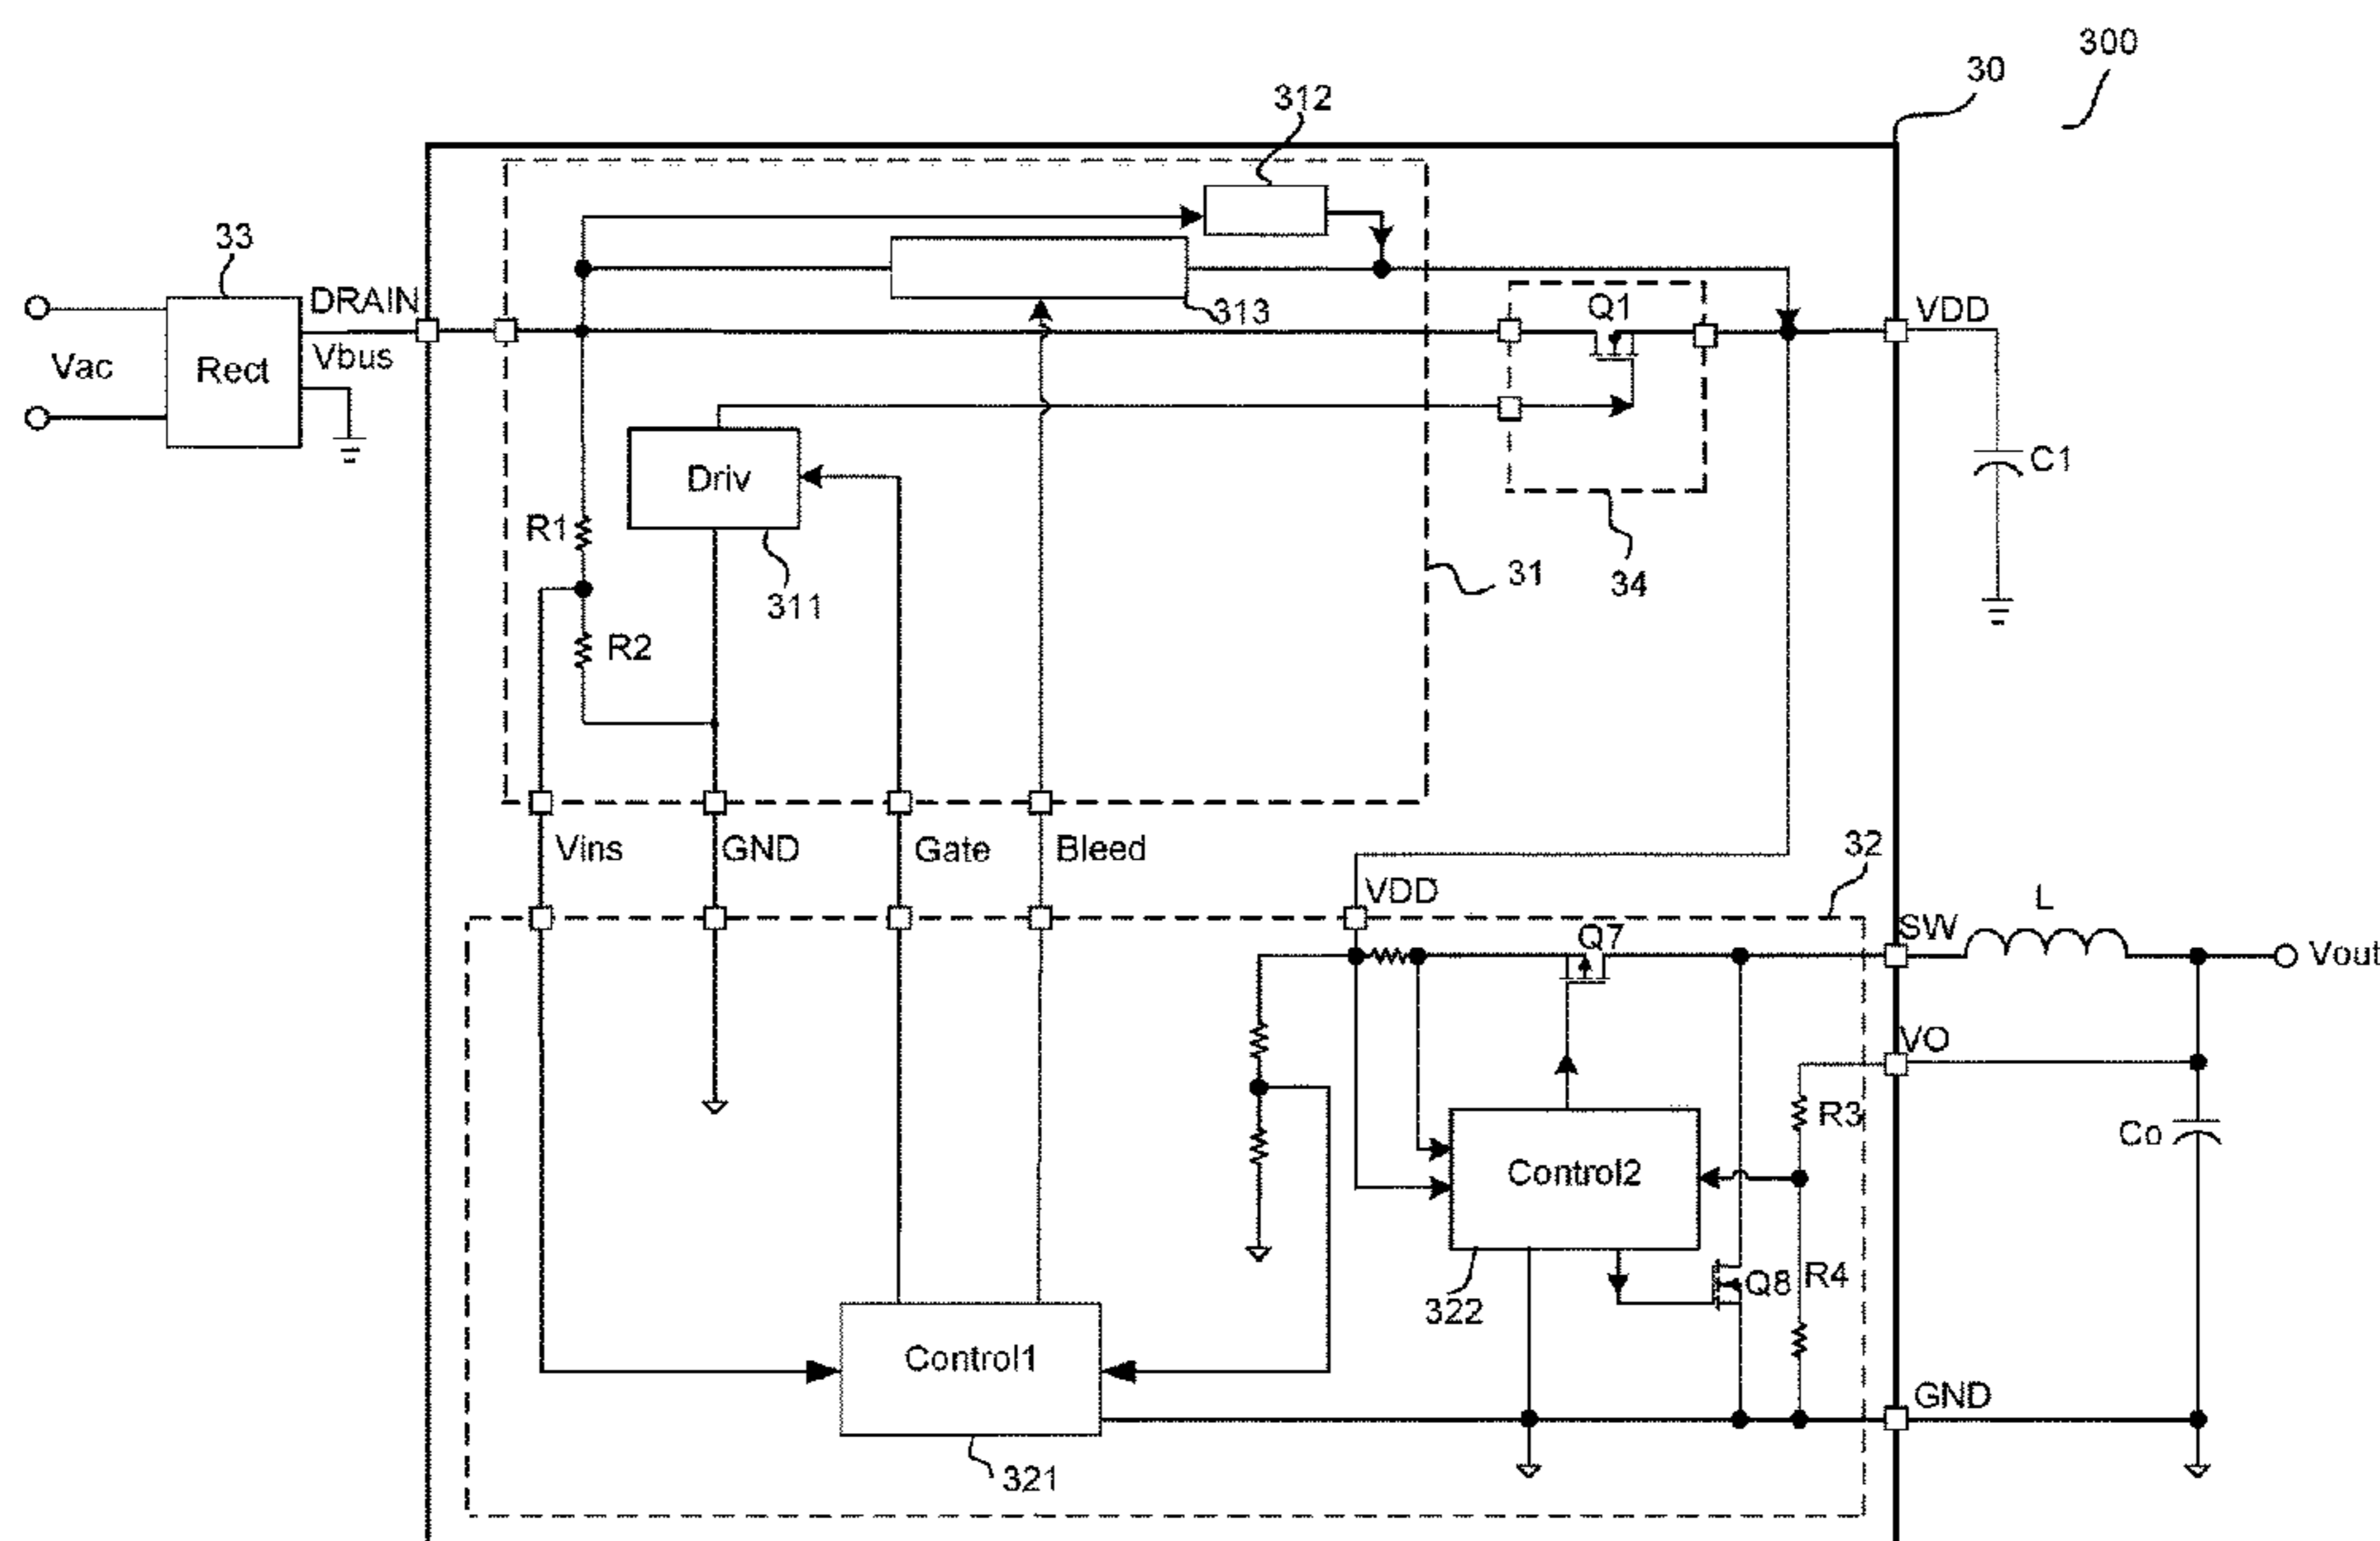 300
30
312
33
DRAIN
313
Q1
VDD
Vac
Rect
Vbus
Driv
C1
R1
311
31
34
R2
Vins
GND
Gate
Bleed
32
VDD
L
SW
Q7
Vout
VO
R3
Co
Control2
R4
Q8
322
Control1
GND
321